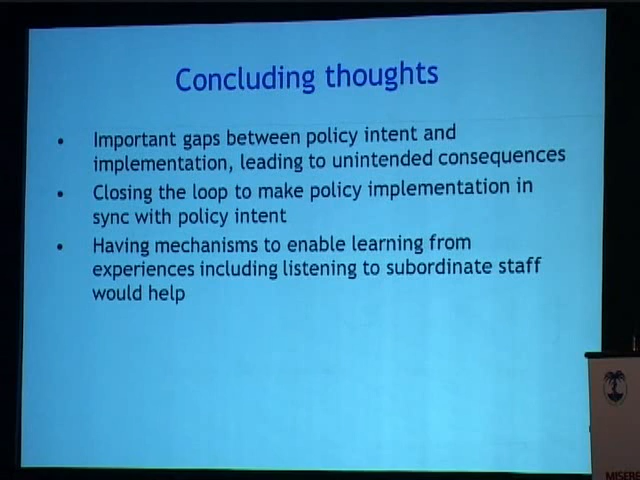 Concluding thoughts
• Important gaps between policy intent and
implementation, leading to unintended consequences
• Closing the loop to make policy implementation in
sync with policy intent
• Having mechanisms to enable learning from
experiences including listening to subordinate staff
would help